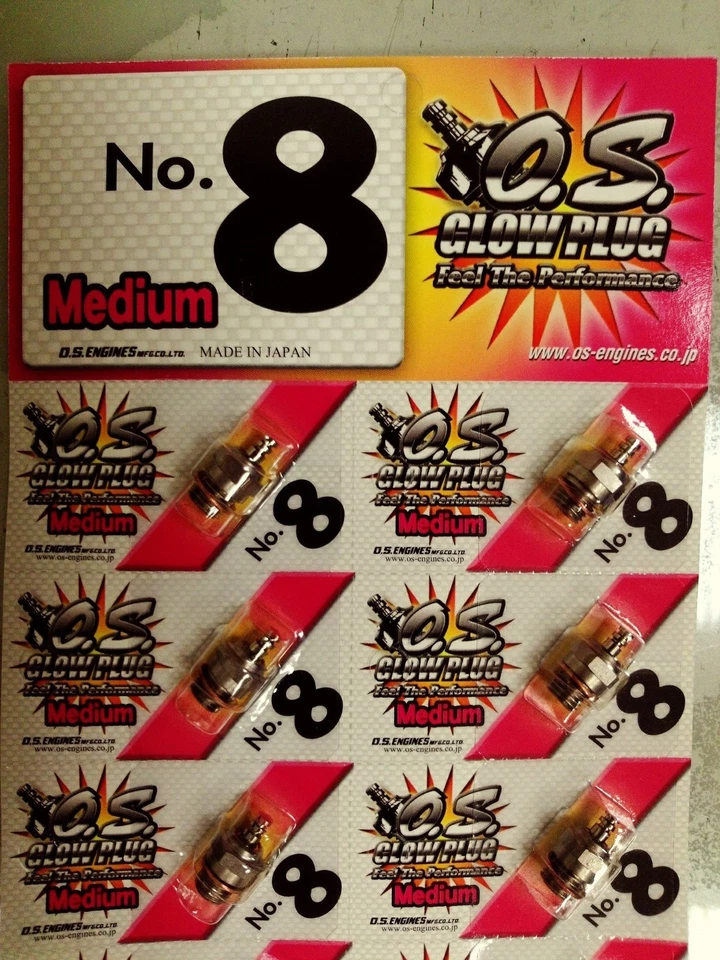 No. 8
Medium
O.S. ENGINES MFG.CO.LTD. MADE IN JAPAN
O.S.
GLOW PLUG
Feel The Performance
www.os-engines.co.jp
O.S.
GLOW PLUG
Feel The Performance
Medium
O.S. ENGINES MFG.CO.LTD.
www.os-engines.co.jp
No. 8
O.S.
GLOW PLUG
Feel The Performance
Medium
O.S. ENGINES MFG.CO.LTD.
www.os-engines.co.jp
No. 8
O.S.
GLOW PLUG
Feel The Performance
Medium
O.S. ENGINES MFG.CO.LTD.
www.os-engines.co.jp
No. 8
O.S.
GLOW PLUG
Feel The Performance
Medium
O.S. ENGINES MFG.CO.LTD.
www.os-engines.co.jp
No. 8
O.S.
GLOW PLUG
Feel The Performance
Medium
O.S. ENGINES MFG.CO.LTD.
www.os-engines.co.jp
No. 8
O.S.
GLOW PLUG
Feel The Performance
Medium
O.S. ENGINES MFG.CO.LTD.
www.os-engines.co.jp
No. 8